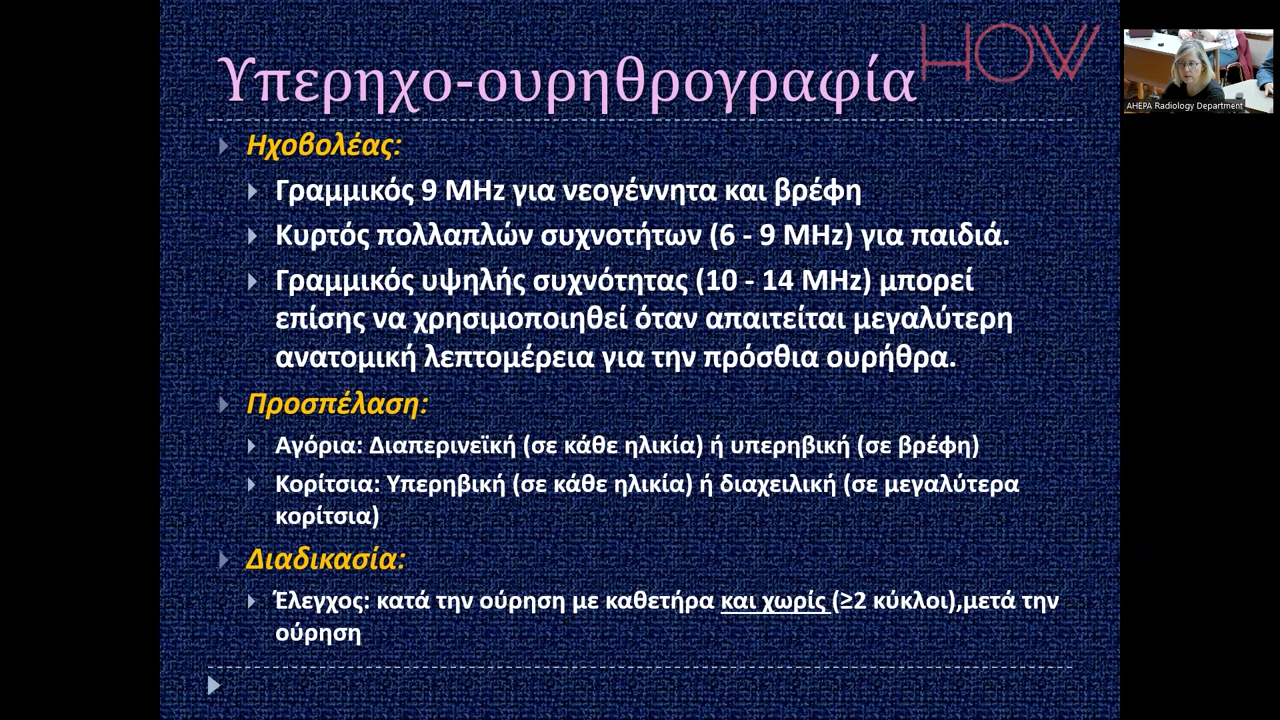 Υπερηχο-ουρηθρογραφία
HOW
AHEPA Radiology Department
Ηχοβολέας:
Γραμμικός 9 MHz για νεογέννητα και βρέφη
Κυρτός πολλαπλών συχνοτήτων (6 - 9 MHz) για παιδιά.
Γραμμικός υψηλής συχνότητας (10 - 14 MHz) μπορεί
επίσης να χρησιμοποιηθεί όταν απαιτείται μεγαλύτερη
ανατομική λεπτομέρεια για την πρόσθια ουρήθρα.
Προσπέλαση:
Αγόρια: Διαπερινεϊκή (σε κάθε ηλικία) ή υπερηβική (σε βρέφη)
Κορίτσια: Υπερηβική (σε κάθε ηλικία) ή διαχειλική (σε μεγαλύτερα
κορίτσια)
Διαδικασία:
Έλεγχος: κατά την ούρηση με καθετήρα και χωρίς (≥2 κύκλοι),μετά την
ούρηση